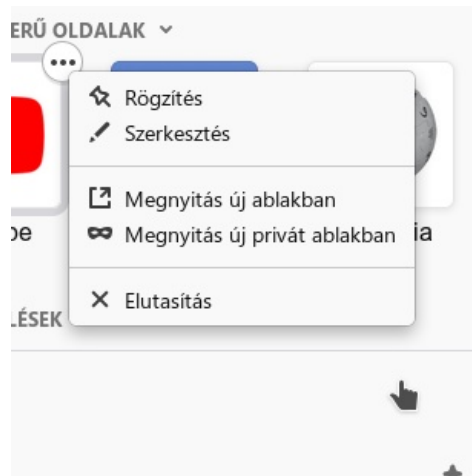 ERŰ OLDALAK
Rögzítés
Szerkesztés
Megnyitás új ablakban
Megnyitás új privát ablakban
be
ia
Elutasítás
LÉSEK